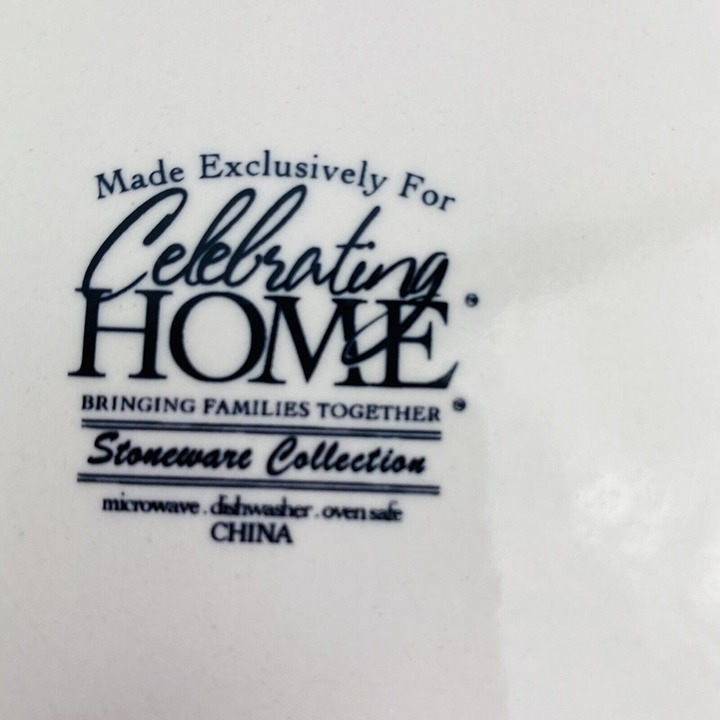 Made Exclusively For
Celebrating
HOME®
BRINGING FAMILIES TOGETHER®
Stoneware Collection
microwave . dishwasher . oven safe
CHINA